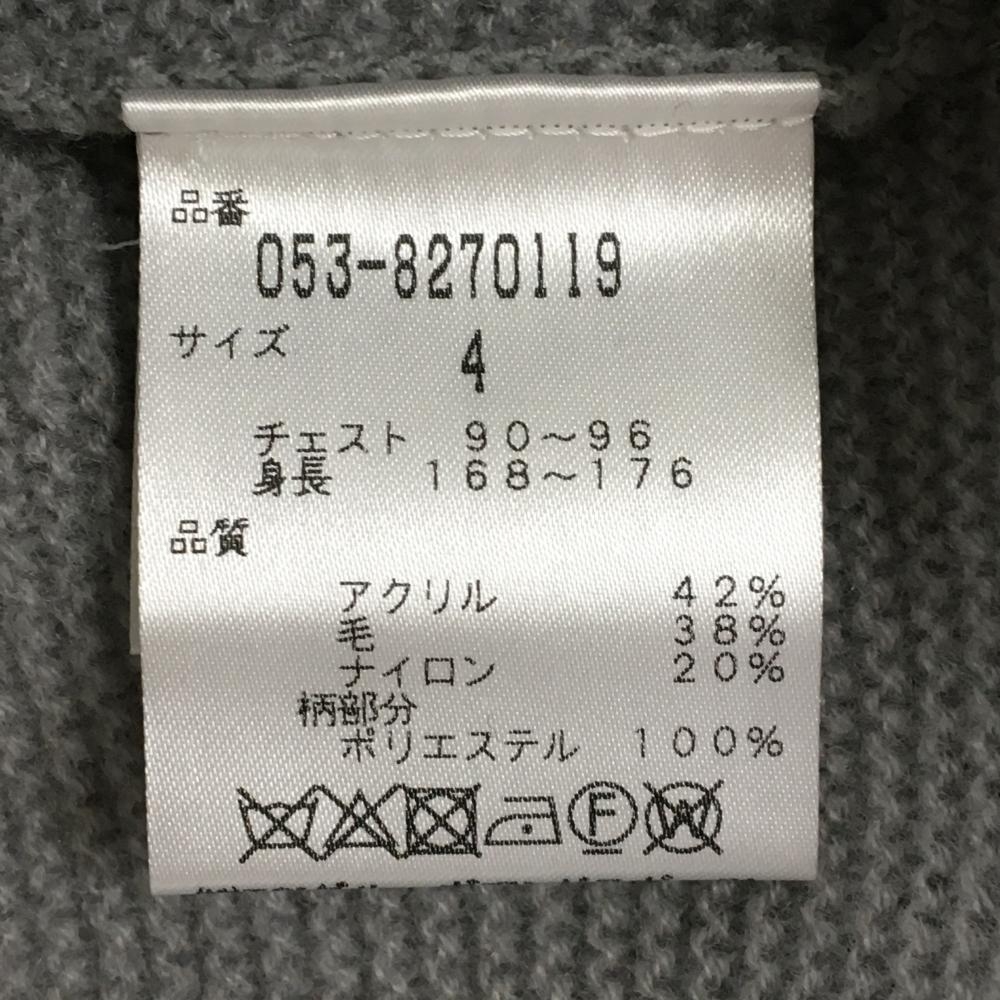 品番
053-8270119
サイズ 4
チェスト 90～96
身長 168～176
品質
アクリル 42%
毛 38%
ナイロン 20%
柄部分
ポリエステル 100%
F W